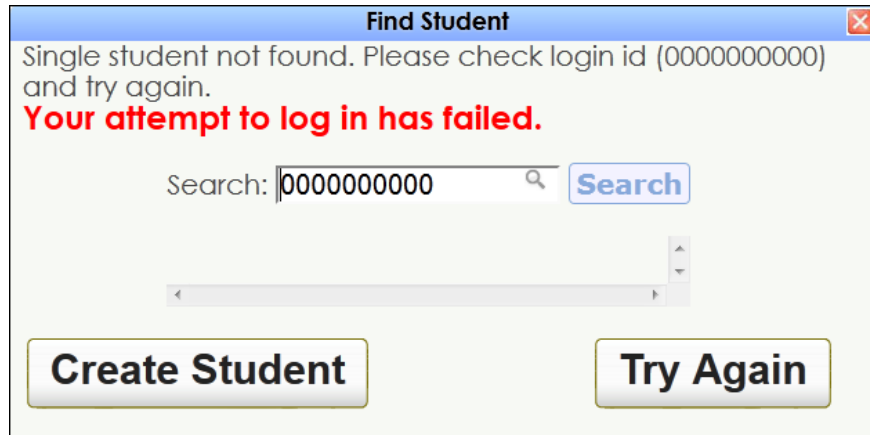 Find Student
Single student not found. Please check login id (0000000000)
and try again.
Your attempt to log in has failed.
Search: 0000000000 Search
Create Student Try Again